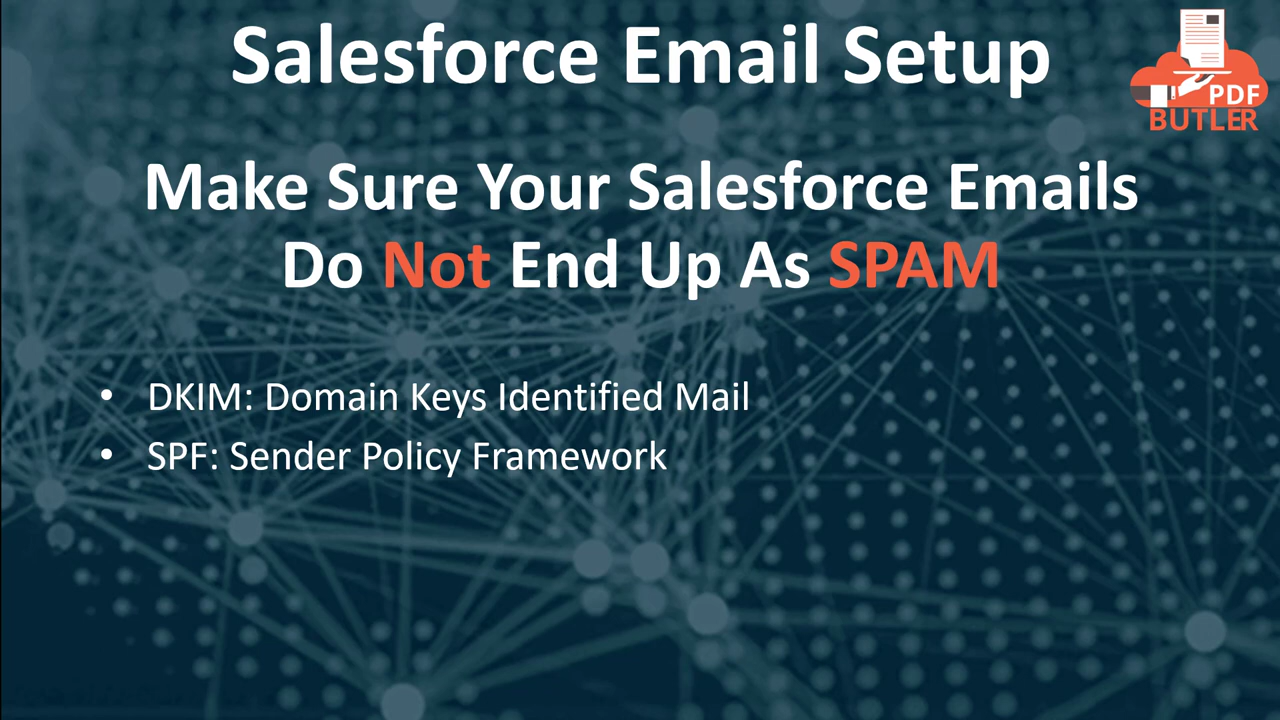 Salesforce Email Setup
PDF
BUTLER
Make Sure Your Salesforce Emails
Do Not End Up As SPAM
• DKIM: Domain Keys Identified Mail
• SPF: Sender Policy Framework